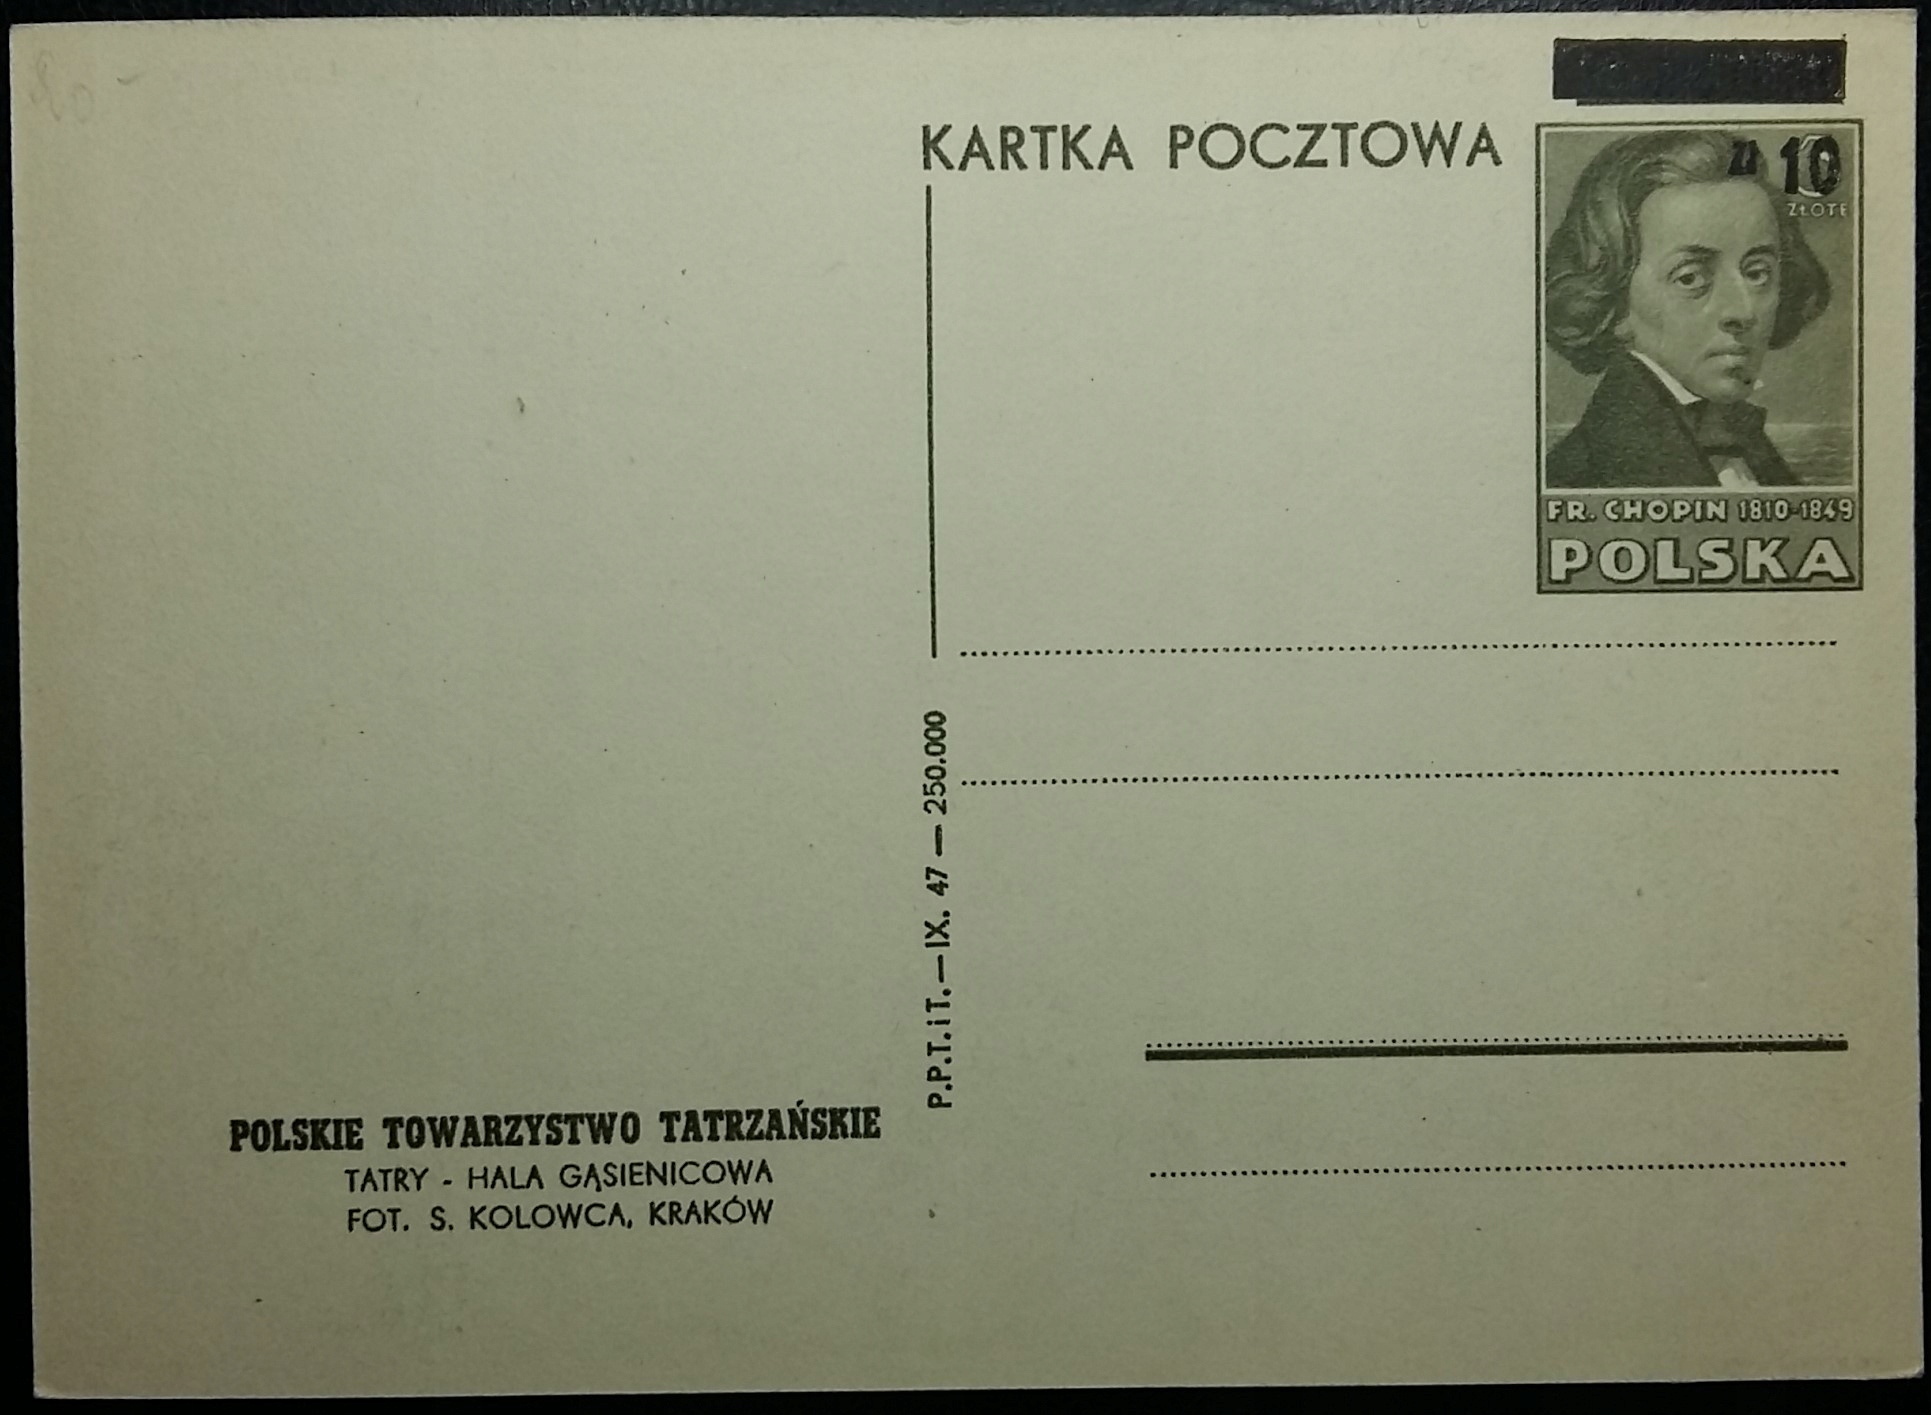 KARTKA POCZTOWA
zł 10
ZŁOTE
FR. CHOPIN 1810-1849
POLSKA
P.P.T. i T. — IX. 47 — 250.000
POLSKIE TOWARZYSTWO TATRZAŃSKIE
TATRY - HALA GĄSIENICOWA
FOT. S. KOLOWCA, KRAKÓW